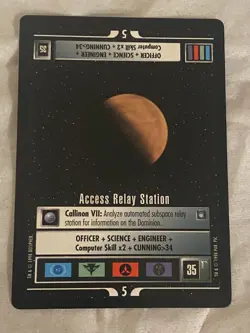 5
OFFICER + SCIENCE + ENGINEER +
Computer Skill x2 + CUNNING>34
35
Access Relay Station
Callinon VII: Analyze automated subspace relay
station for information on the Dominion.
OFFICER + SCIENCE + ENGINEER +
Computer Skill x2 + CUNNING>34
35
5